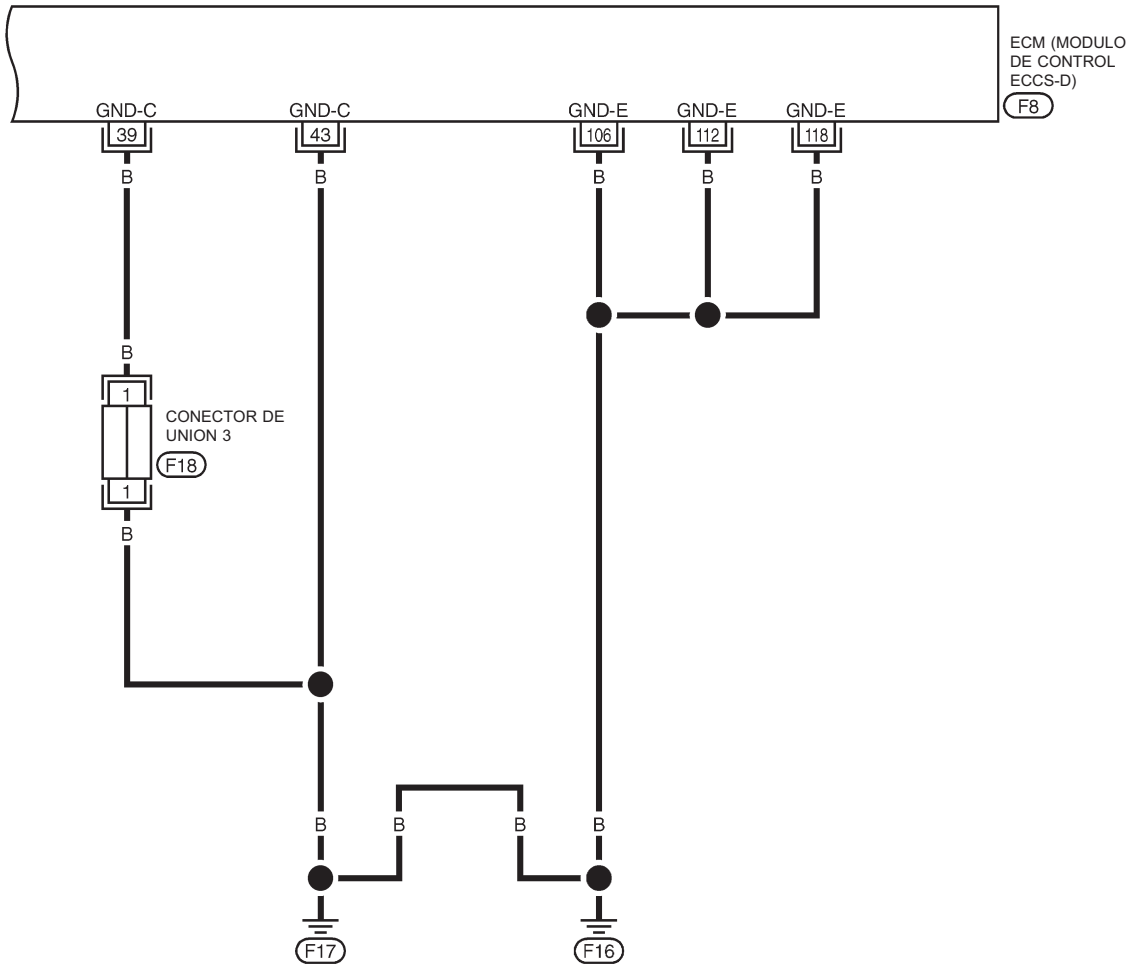 ECM (MODULO
DE CONTROL
ECCS-D)
F8
GND-C GND-C GND-E GND-E GND-E
39 43 106 112 118
B B B B B
B
1
CONECTOR DE
UNION 3
F18
1
B
B B B B
F17 F16